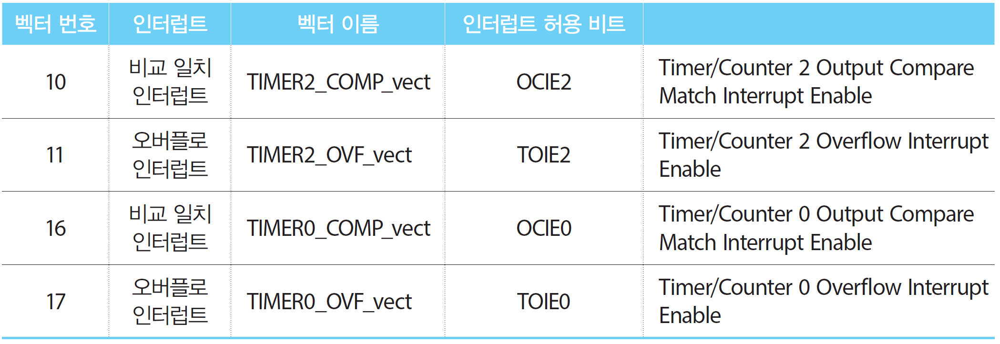 벡터 번호 인터럽트 벡터 이름 인터럽트 허용 비트
10 비교 일치 인터럽트 TIMER2_COMP_vect OCIE2 Timer/Counter 2 Output Compare Match Interrupt Enable
11 오버플로 인터럽트 TIMER2_OVF_vect TOIE2 Timer/Counter 2 Overflow Interrupt Enable
16 비교 일치 인터럽트 TIMER0_COMP_vect OCIE0 Timer/Counter 0 Output Compare Match Interrupt Enable
17 오버플로 인터럽트 TIMER0_OVF_vect TOIE0 Timer/Counter 0 Overflow Interrupt Enable